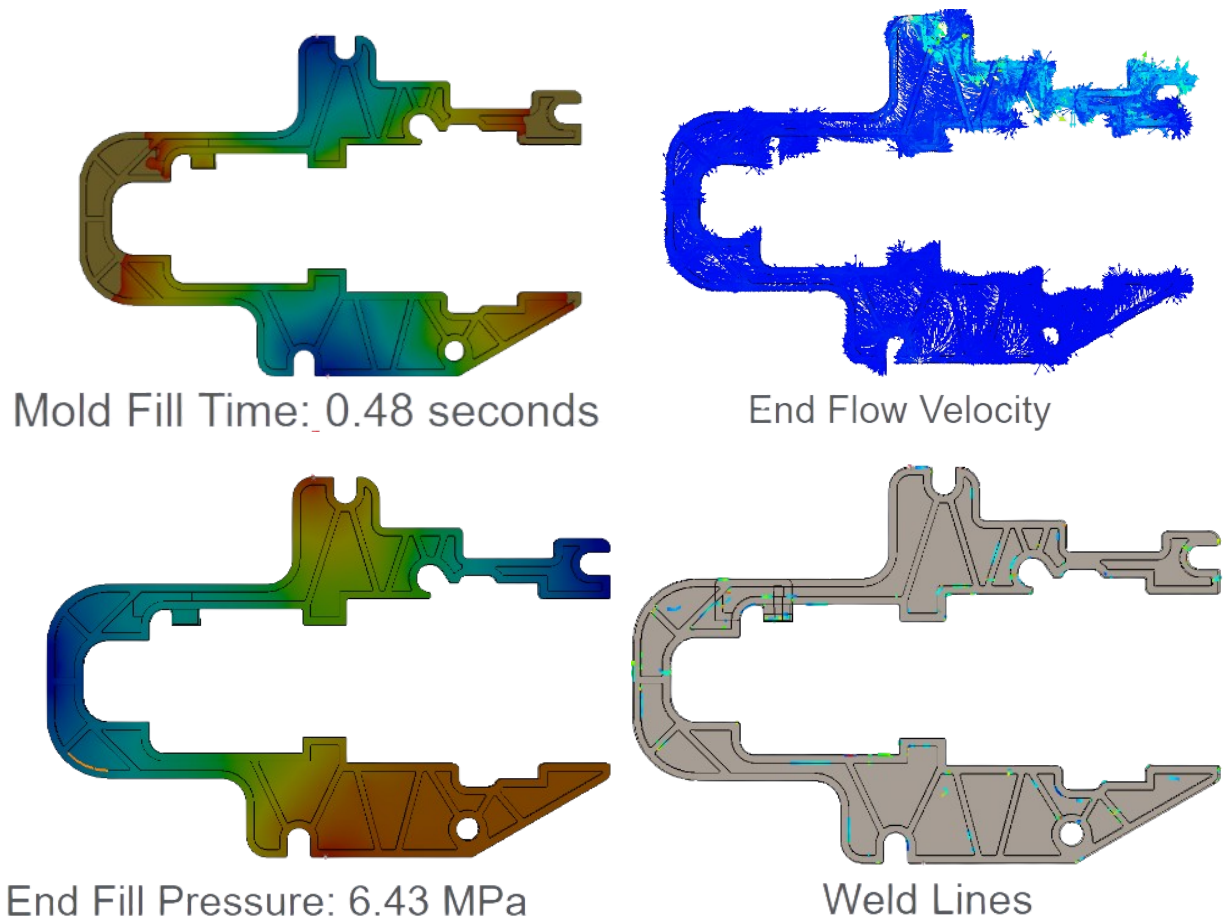 Mold Fill Time: 0.48 seconds
End Flow Velocity
End Fill Pressure: 6.43 MPa
Weld Lines